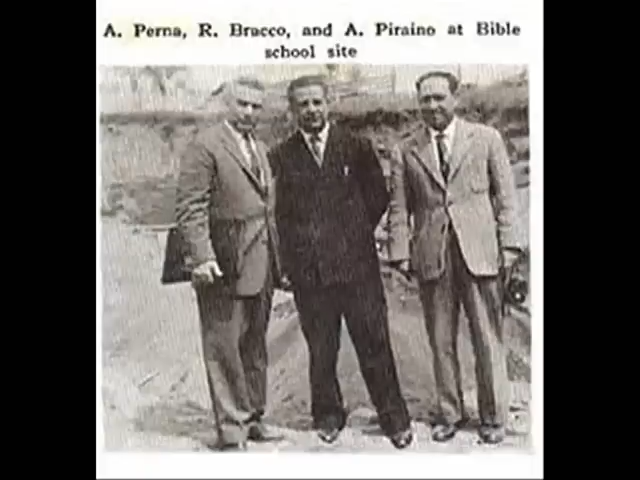 A. Perna, R. Bracco, and A. Piraino at Bible
school site